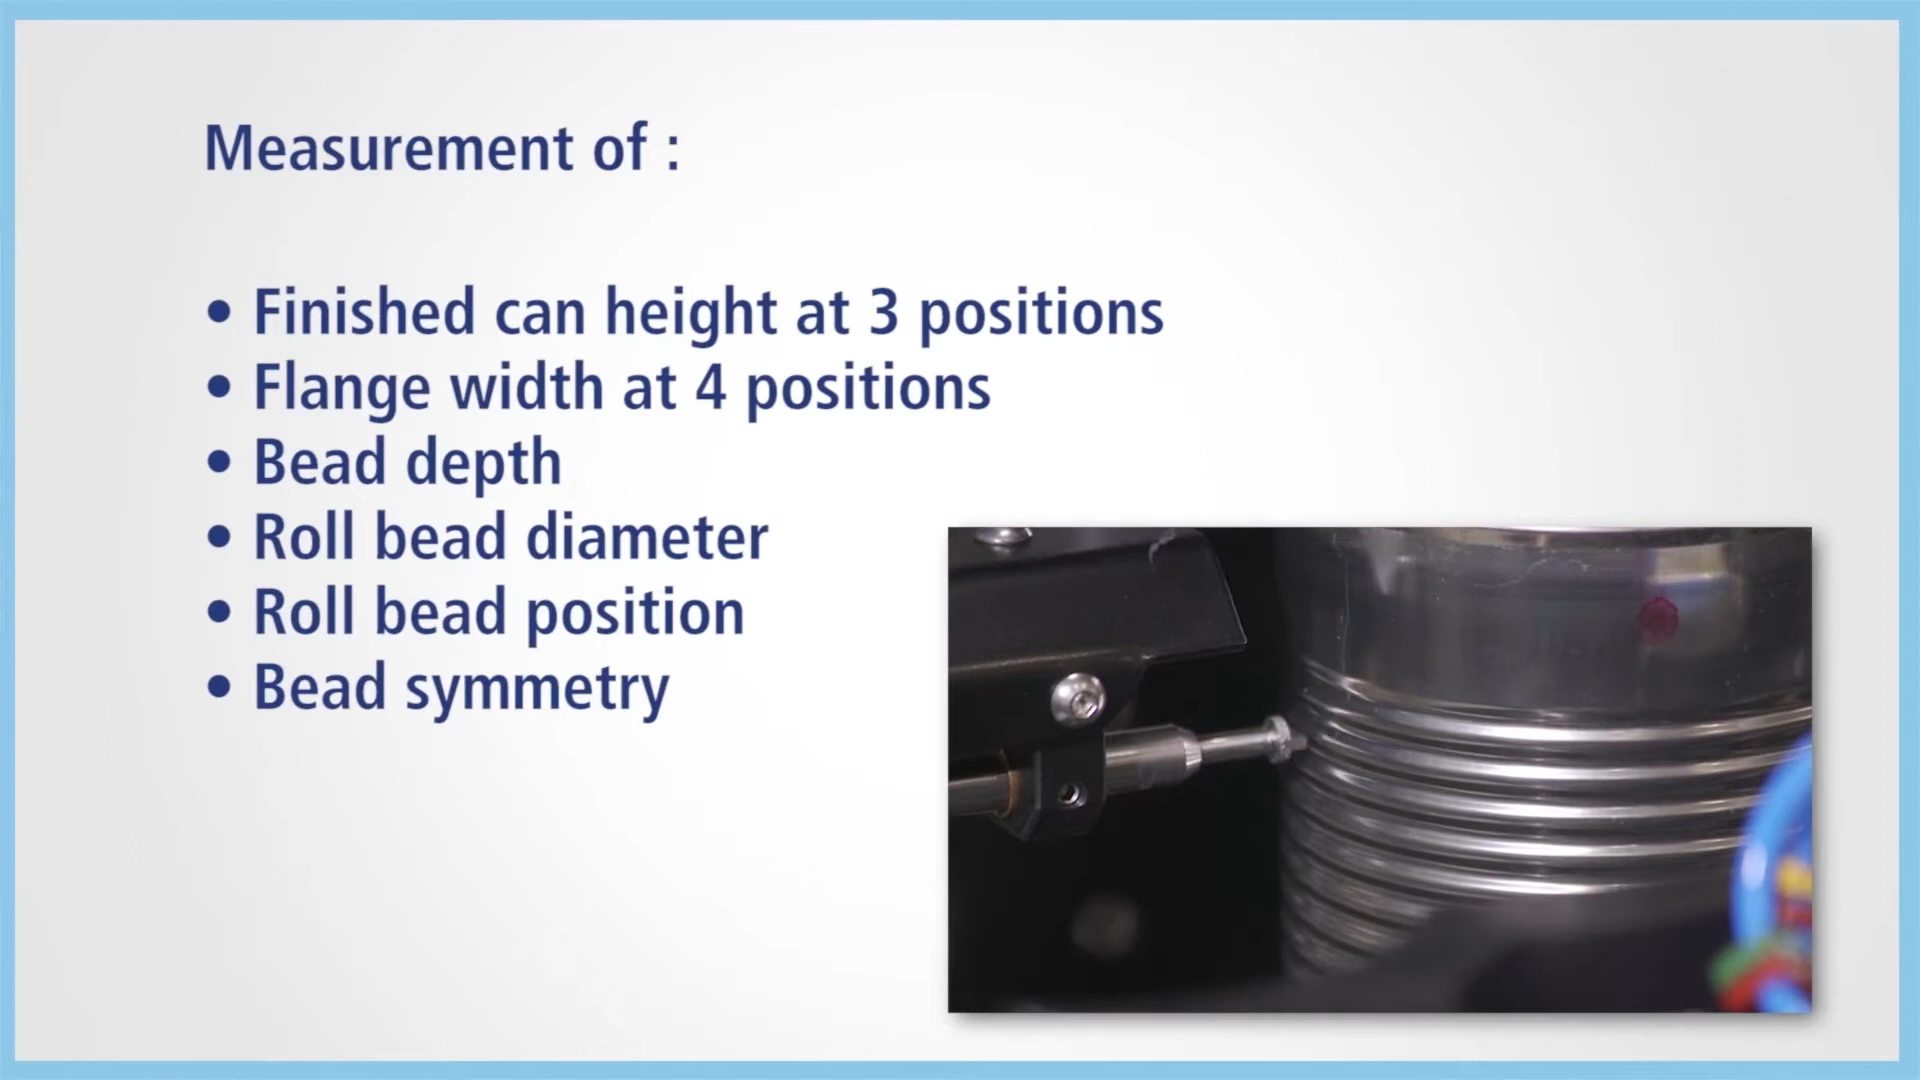 Measurement of :
• Finished can height at 3 positions
• Flange width at 4 positions
• Bead depth
• Roll bead diameter
• Roll bead position
• Bead symmetry